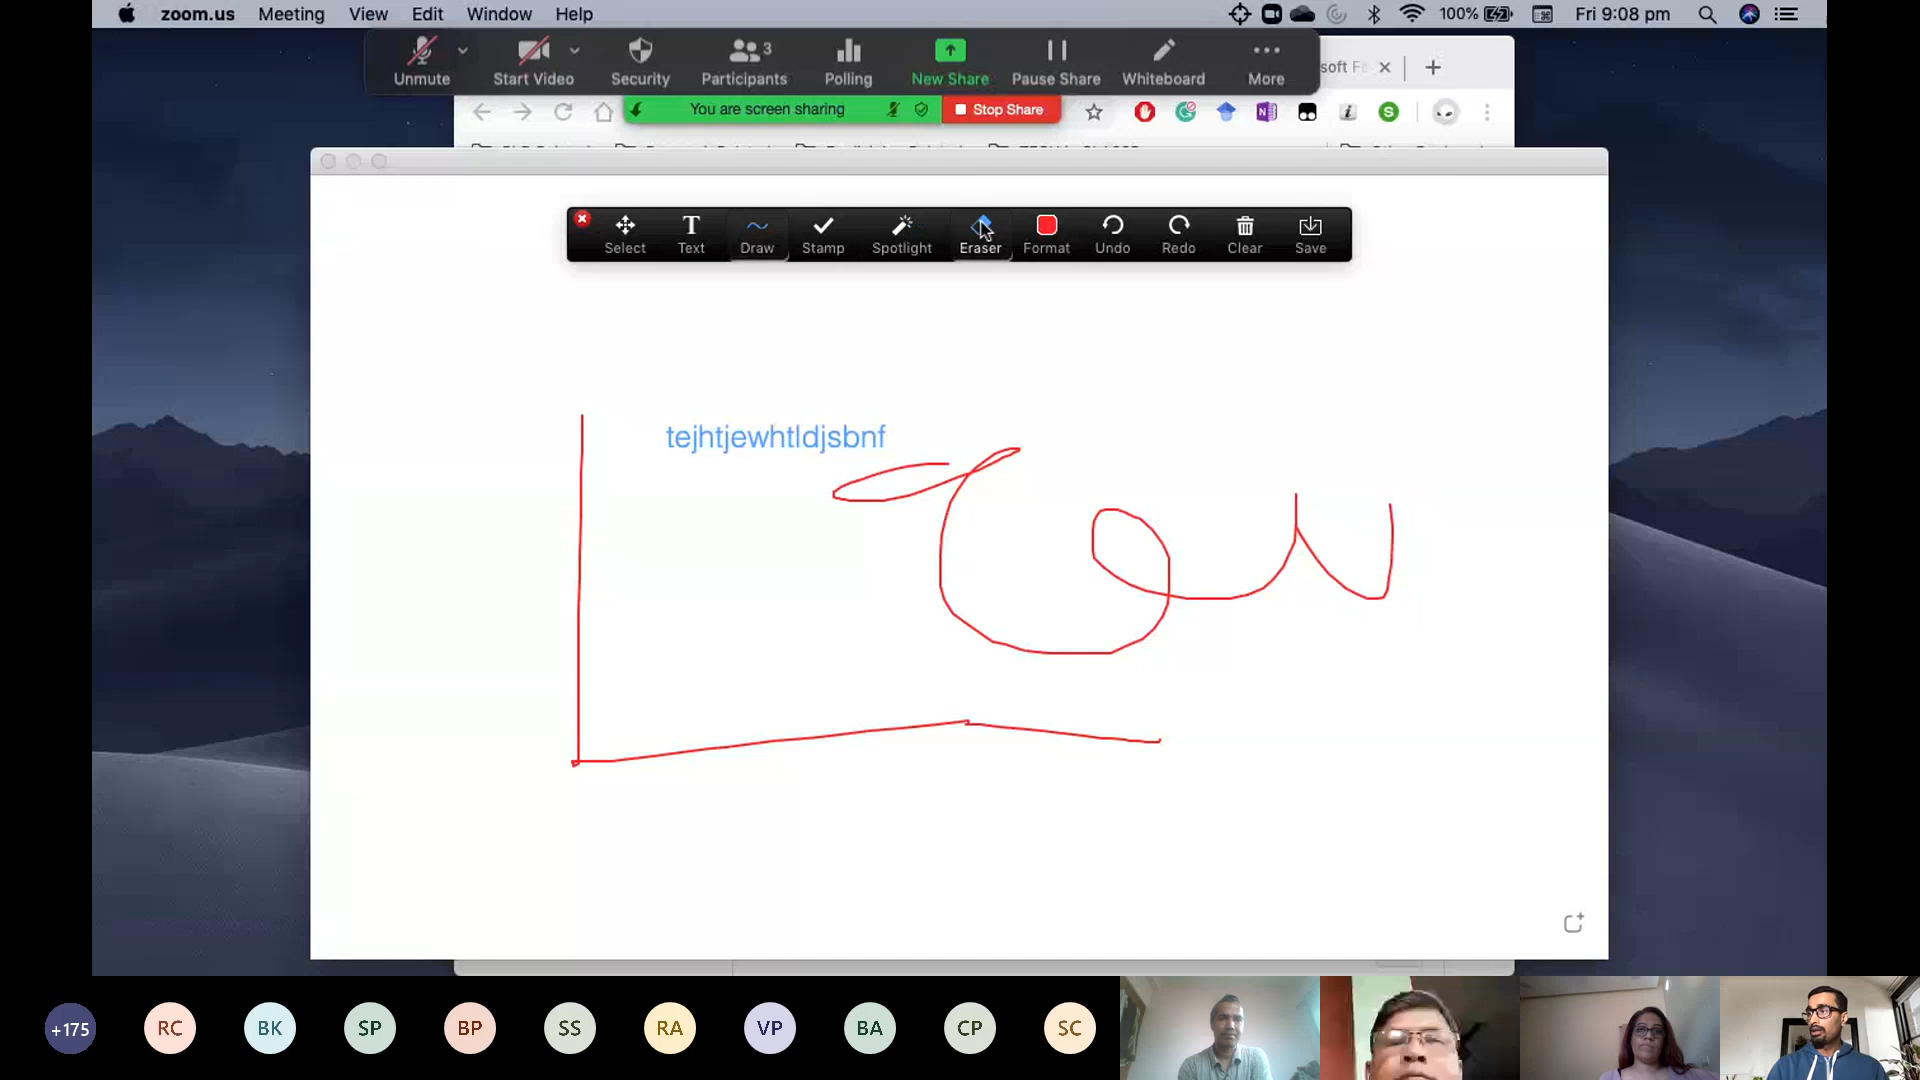 zoom.us Meeting View Edit Window Help 100% Fri 9:08 pm
Unmute Start Video Security Participants 3 Polling New Share Pause Share Whiteboard More
soft F
You are screen sharing Stop Share
Select Text Draw Stamp Spotlight Eraser Format Undo Redo Clear Save
tejhtjewhtldjsbnf
+175 RC BK SP BP SS RA VP BA CP SC